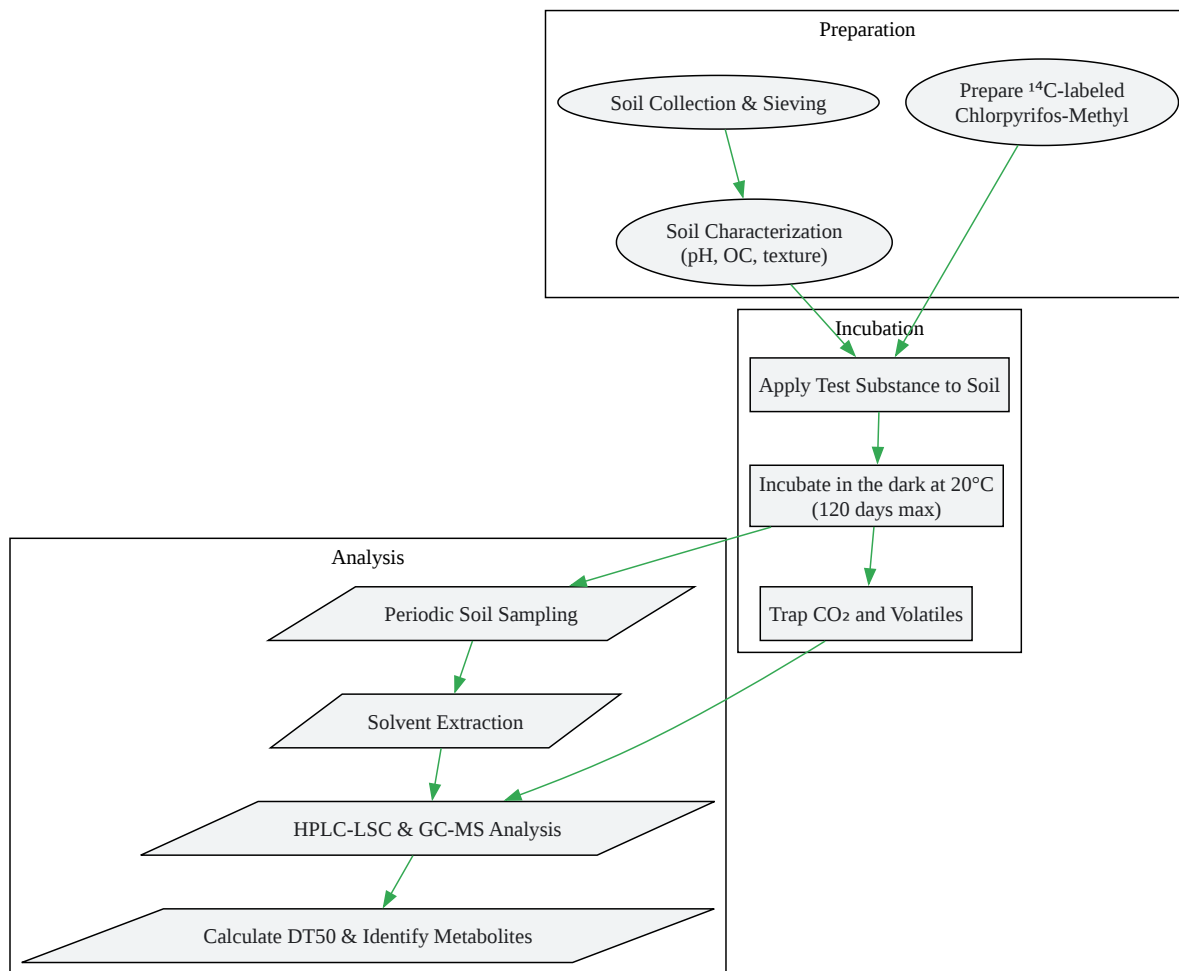 Preparation
Soil Collection & Sieving
Prepare ¹⁴C-labeled
Chlorpyrifos-Methyl
Soil Characterization
(pH, OC, texture)
Incubation
Apply Test Substance to Soil
Incubate in the dark at 20°C
(120 days max)
Trap CO₂ and Volatiles
Analysis
Periodic Soil Sampling
Solvent Extraction
HPLC-LSC & GC-MS Analysis
Calculate DT50 & Identify Metabolites